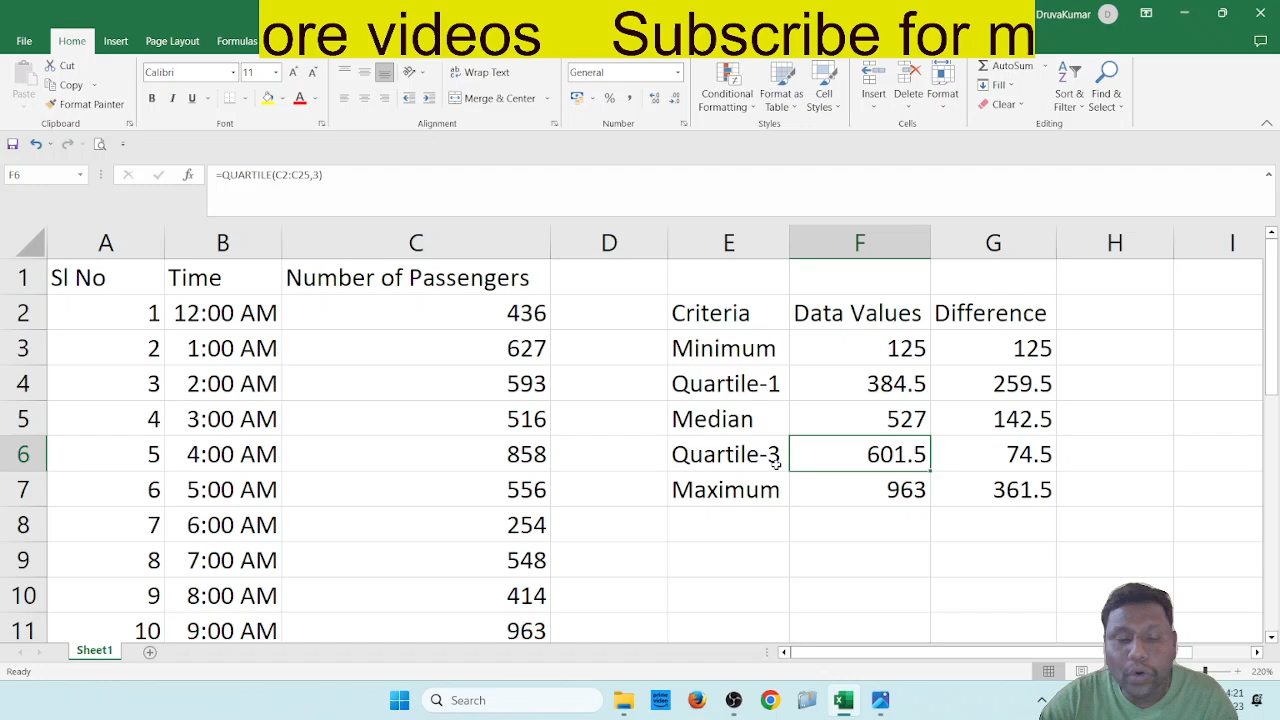 ore videos Subscribe for m
DruvaKumar D
File Home Insert Page Layout Formulas
Cut
Copy
Format Painter
Paste
Clipboard
Calibri 11
B I U
Font
Wrap Text
Merge & Center
Alignment
General
Number
Conditional Formatting
Format as Table
Cell Styles
Styles
Insert Delete Format
Cells
AutoSum
Fill
Clear
Sort & Filter
Find & Select
Editing
F6 fx =QUARTILE(C2:C25,3)
A B C D E F G H I
1 Sl No Time Number of Passengers
2 1 12:00 AM 436 Criteria Data Values Difference
3 2 1:00 AM 627 Minimum 125 125
4 3 2:00 AM 593 Quartile-1 384.5 259.5
5 4 3:00 AM 516 Median 527 142.5
6 5 4:00 AM 858 Quartile-3 601.5 74.5
7 6 5:00 AM 556 Maximum 963 361.5
8 7 6:00 AM 254
9 8 7:00 AM 548
10 9 8:00 AM 414
11 10 9:00 AM 963
Sheet1
Ready 220%
Search
prime video
4:21
23